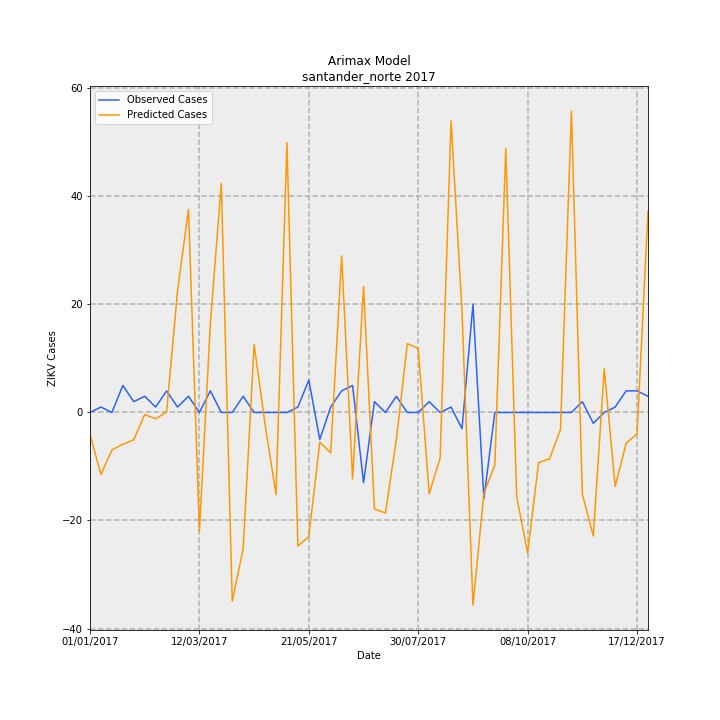 Arimax Model
santander_norte 2017
Observed Cases
Predicted Cases
60
40
20
0
−20
−40
ZIKV Cases
01/01/2017
12/03/2017
21/05/2017
30/07/2017
08/10/2017
17/12/2017
Date